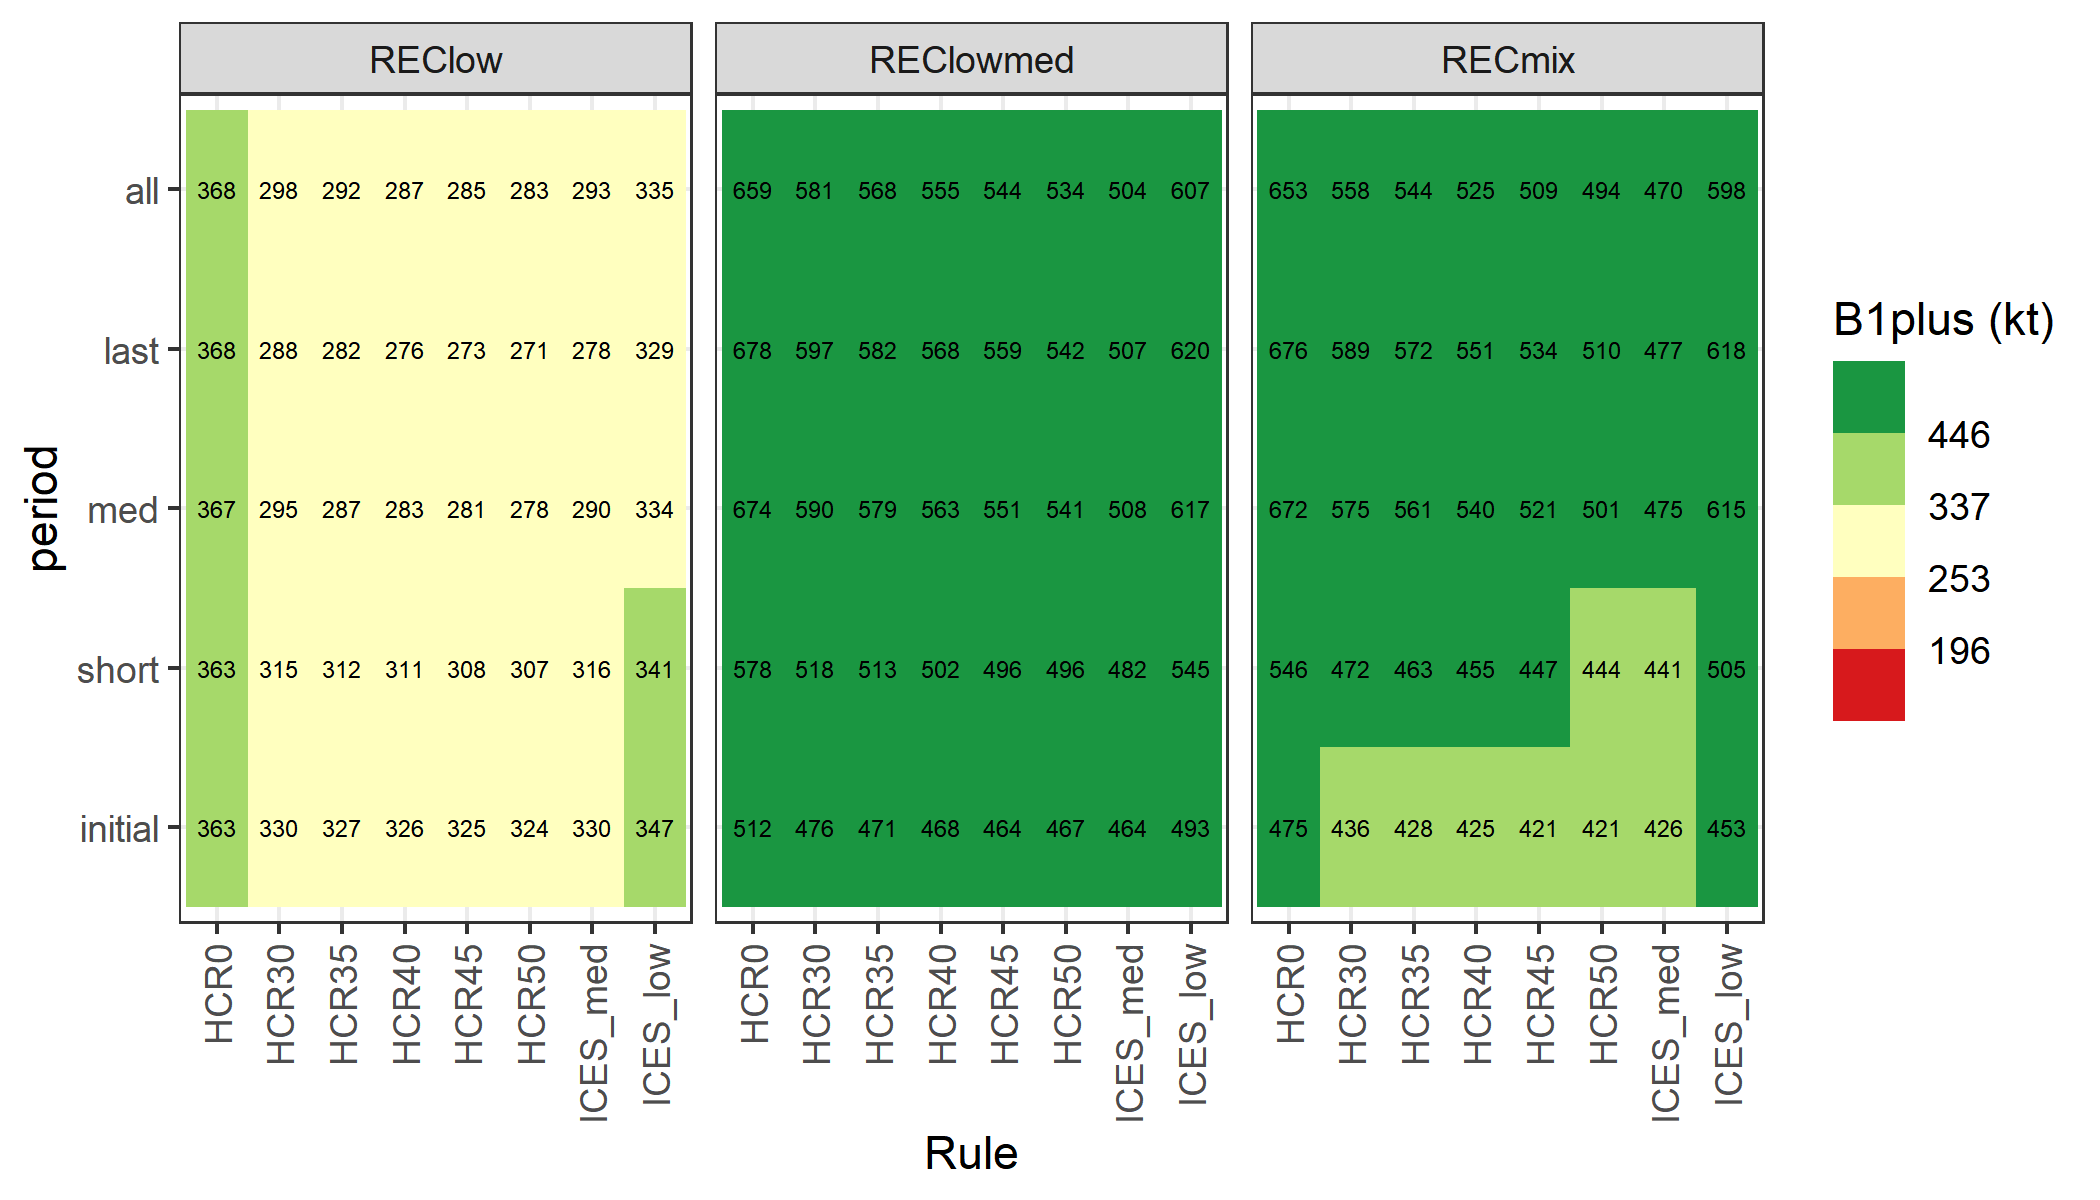 REClow REClowmed RECmix
all 368 298 292 287 285 283 293 335 659 581 568 555 544 534 504 607 653 558 544 525 509 494 470 598
last 368 288 282 276 273 271 278 329 678 597 582 568 559 542 507 620 676 589 572 551 534 510 477 618
med 367 295 287 283 281 278 290 334 674 590 579 563 551 541 508 617 672 575 561 540 521 501 475 615
short 363 315 312 311 308 307 316 341 578 518 513 502 496 496 482 545 546 472 463 455 447 444 441 505
initial 363 330 327 326 325 324 330 347 512 476 471 468 464 467 464 493 475 436 428 425 421 421 426 453
HCR0 HCR30 HCR35 HCR40 HCR45 HCR50 ICES_med ICES_low HCR0 HCR30 HCR35 HCR40 HCR45 HCR50 ICES_med ICES_low HCR0 HCR30 HCR35 HCR40 HCR45 HCR50 ICES_med ICES_low
Rule
period
B1plus (kt)
446
337
253
196